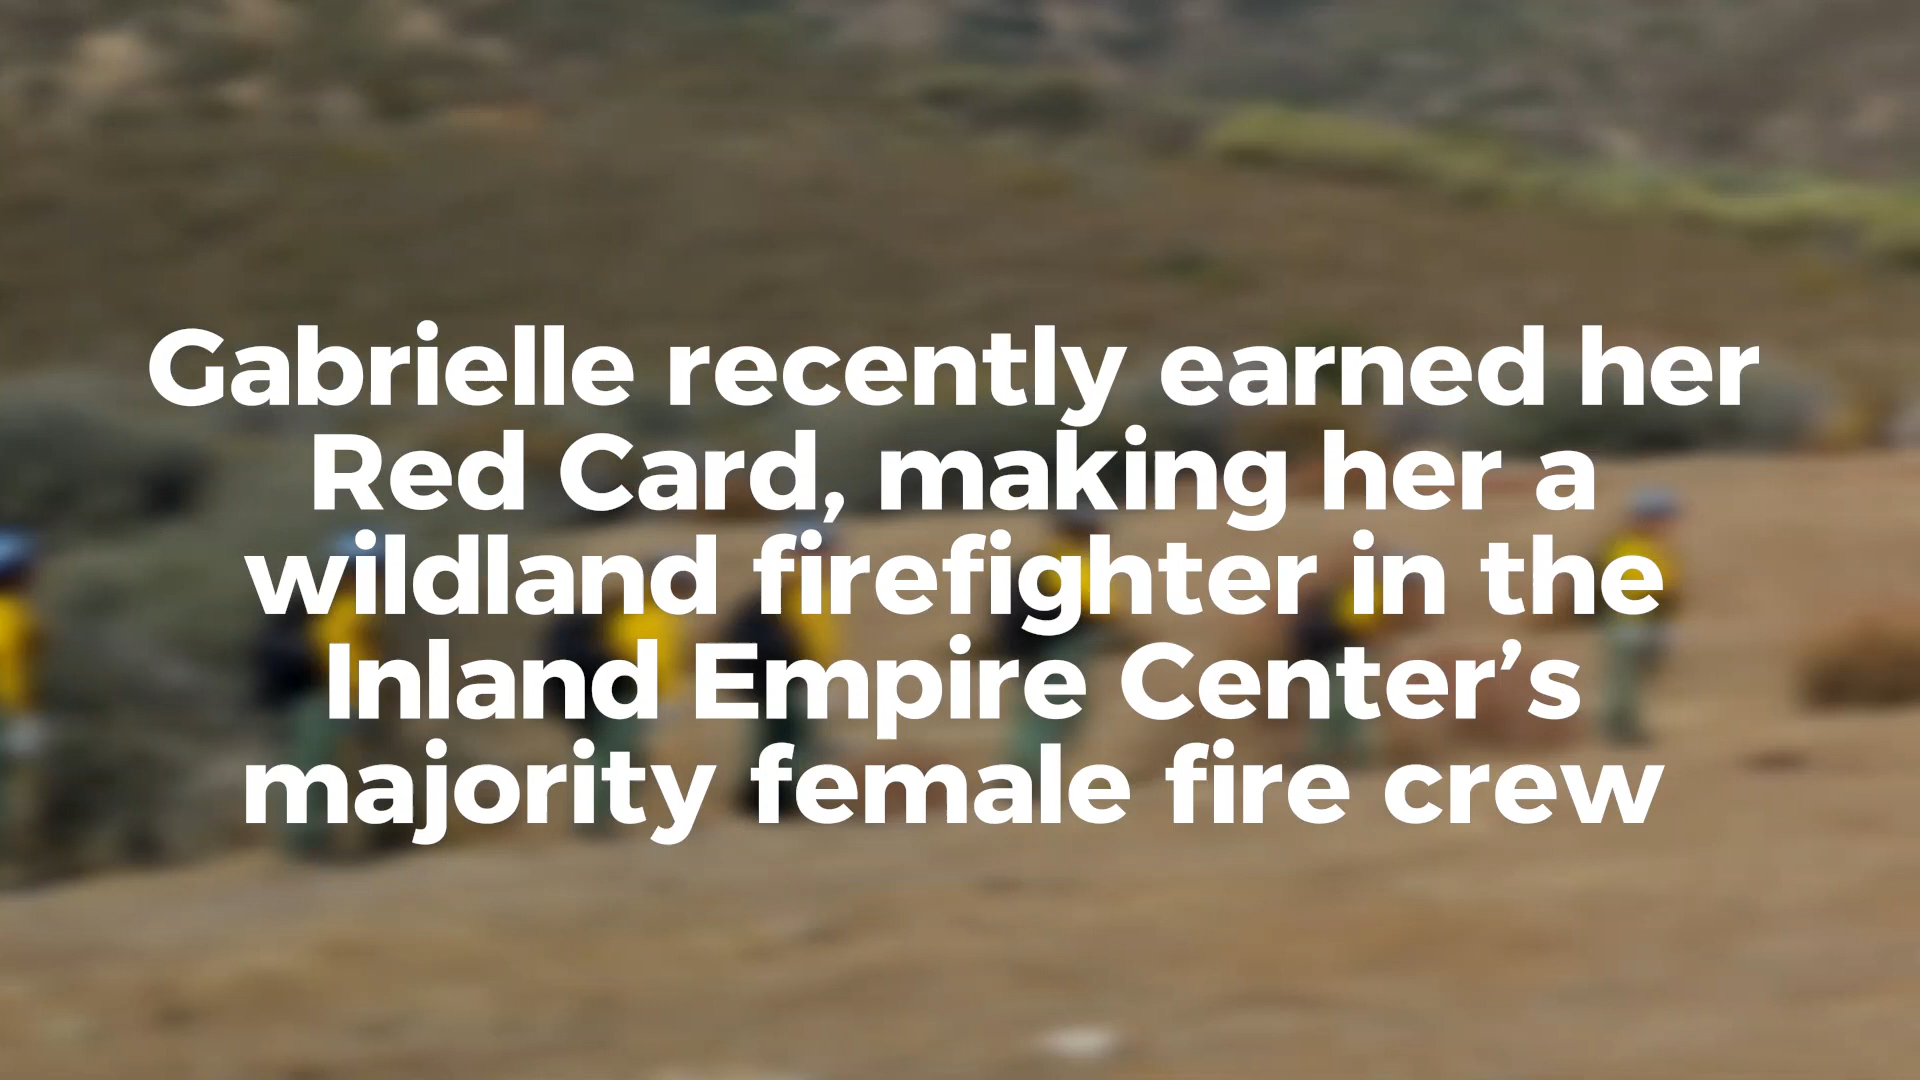 Gabrielle recently earned her
Red Card, making her a
wildland firefighter in the
Inland Empire Center’s
majority female fire crew